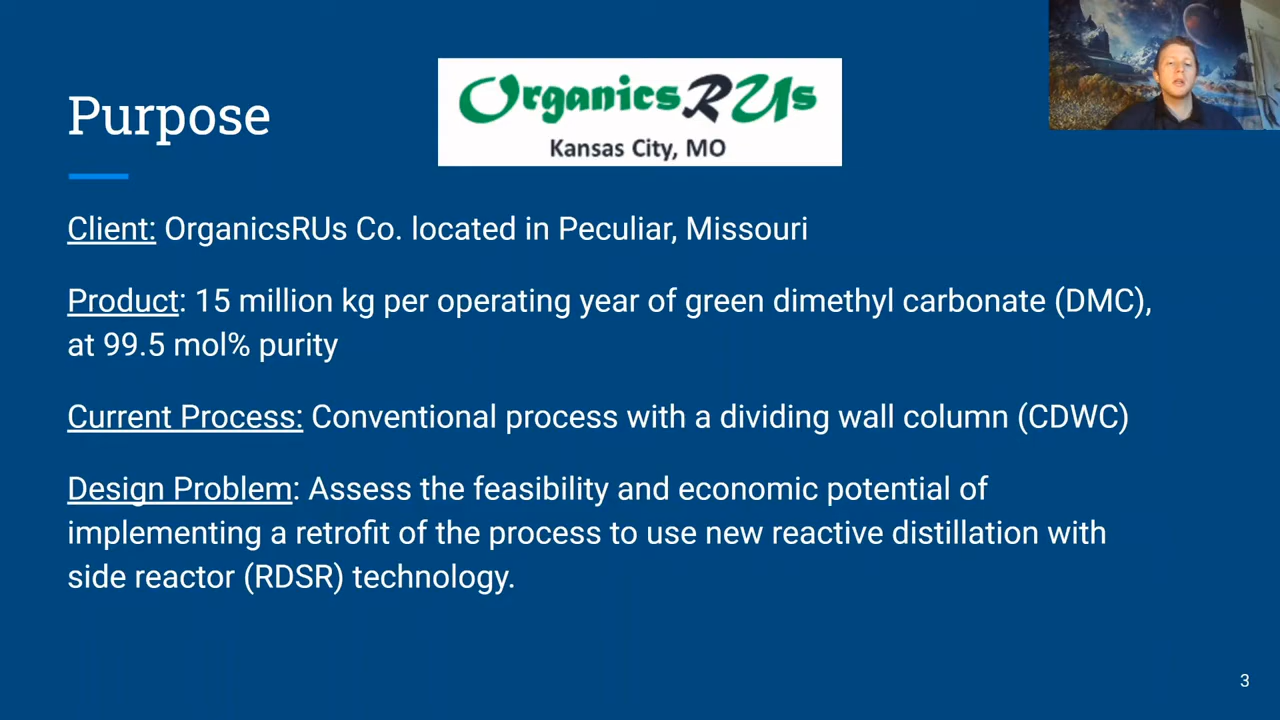 Purpose
OrganicsRUs
Kansas City, MO
Client: OrganicsRUs Co. located in Peculiar, Missouri
Product: 15 million kg per operating year of green dimethyl carbonate (DMC),
at 99.5 mol% purity
Current Process: Conventional process with a dividing wall column (CDWC)
Design Problem: Assess the feasibility and economic potential of
implementing a retrofit of the process to use new reactive distillation with
side reactor (RDSR) technology.
3